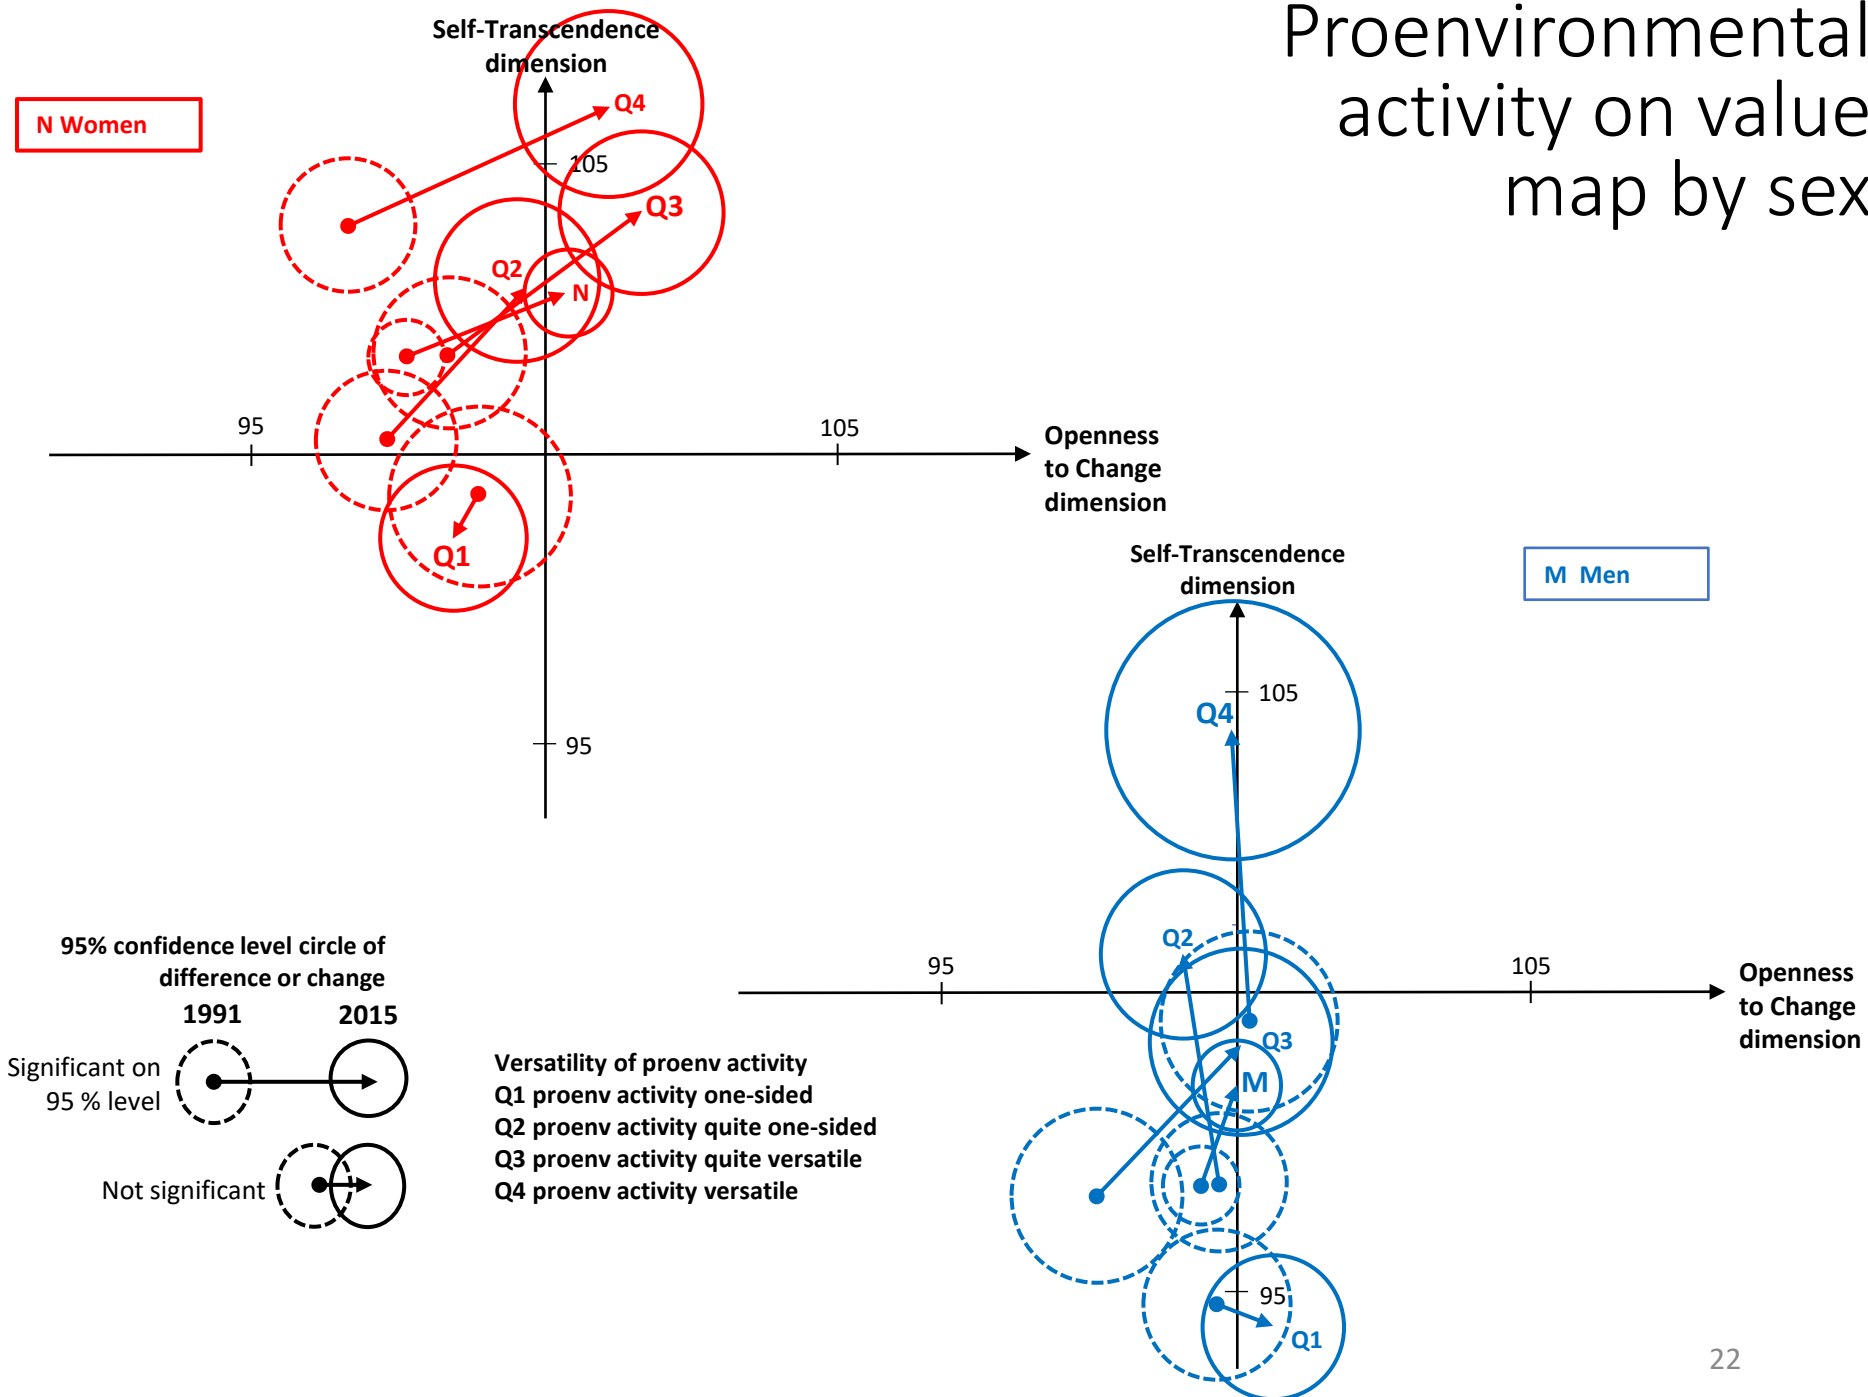 Proenvironmental
activity on value
map by sex
N Women
Self-Transcendence
dimension
Q4
105
Q3
Q2
N
95
105
Openness
to Change
dimension
Q1
95
M Men
Self-Transcendence
dimension
105
Q4
Q2
95
105
Openness
to Change
dimension
Q3
M
95
Q1
95% confidence level circle of
difference or change
1991 2015
Significant on
95 % level
Not significant
Versatility of proenv activity
Q1 proenv activity one-sided
Q2 proenv activity quite one-sided
Q3 proenv activity quite versatile
Q4 proenv activity versatile
22